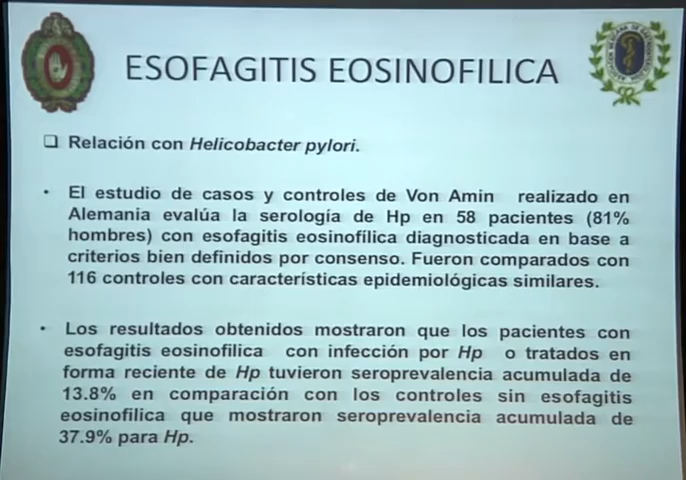 ESOFAGITIS EOSINOFILICA
❑ Relación con Helicobacter pylori.
• El estudio de casos y controles de Von Amin realizado en
Alemania evalúa la serología de Hp en 58 pacientes (81%
hombres) con esofagitis eosinofílica diagnosticada en base a
criterios bien definidos por consenso. Fueron comparados con
116 controles con características epidemiológicas similares.
• Los resultados obtenidos mostraron que los pacientes con
esofagitis eosinofilica con infección por Hp o tratados en
forma reciente de Hp tuvieron seroprevalencia acumulada de
13.8% en comparación con los controles sin esofagitis
eosinofilica que mostraron seroprevalencia acumulada de
37.9% para Hp.